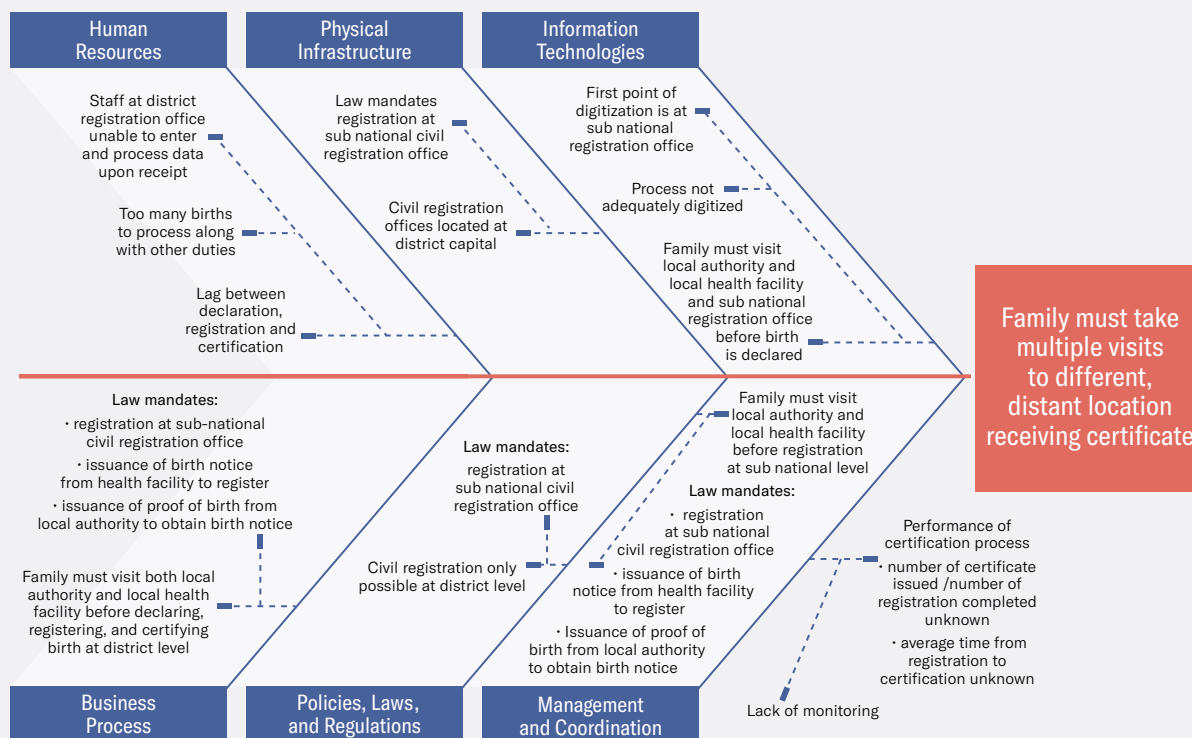 Human
Resources
Physical
Infrastructure
Information
Technologies
Staff at district
registration office
unable to enter
and process data
upon receipt
Too many births
to process along
with other duties
Lag between
declaration,
registration and
certification
Law mandates
registration at
sub national civil
registration office
Civil registration
offices located at
district capital
First point of
digitization is at
sub national
registration office
Process not
adequately digitized
Family must visit
local authority and
local health facility
and sub national
registration office
before birth
is declared
Family must take
multiple visits
to different,
distant location
receiving certificate
Law mandates:
· registration at sub-national
civil registration office
· issuance of birth notice
from health facility to register
· issuance of proof of birth from
local authority to obtain birth notice
Family must visit both local
authority and local health
facility before declaring,
registering, and certifying
birth at district level
Law mandates:
registration at
sub national civil
registration office
Civil registration only
possible at district level
Family must visit
local authority and
local health facility
before registration
at sub national level
Law mandates:
· registration
at sub national
civil registration office
· issuance of birth
notice from health facility
to register
· Issuance of proof of
birth from local authority
to obtain birth notice
Performance of
certification process
· number of certificate
issued /number of
registration completed
unknown
· average time from
registration to
certification unknown
Lack of monitoring
Business
Process
Policies, Laws,
and Regulations
Management
and Coordination